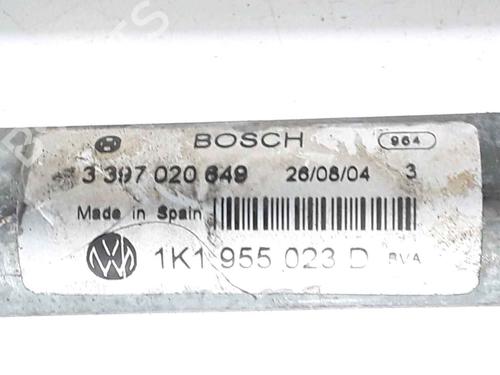 BOSCH 964
3 397 020 649 26/08/04 3
Made in Spain
1K1 955 023 D BVA